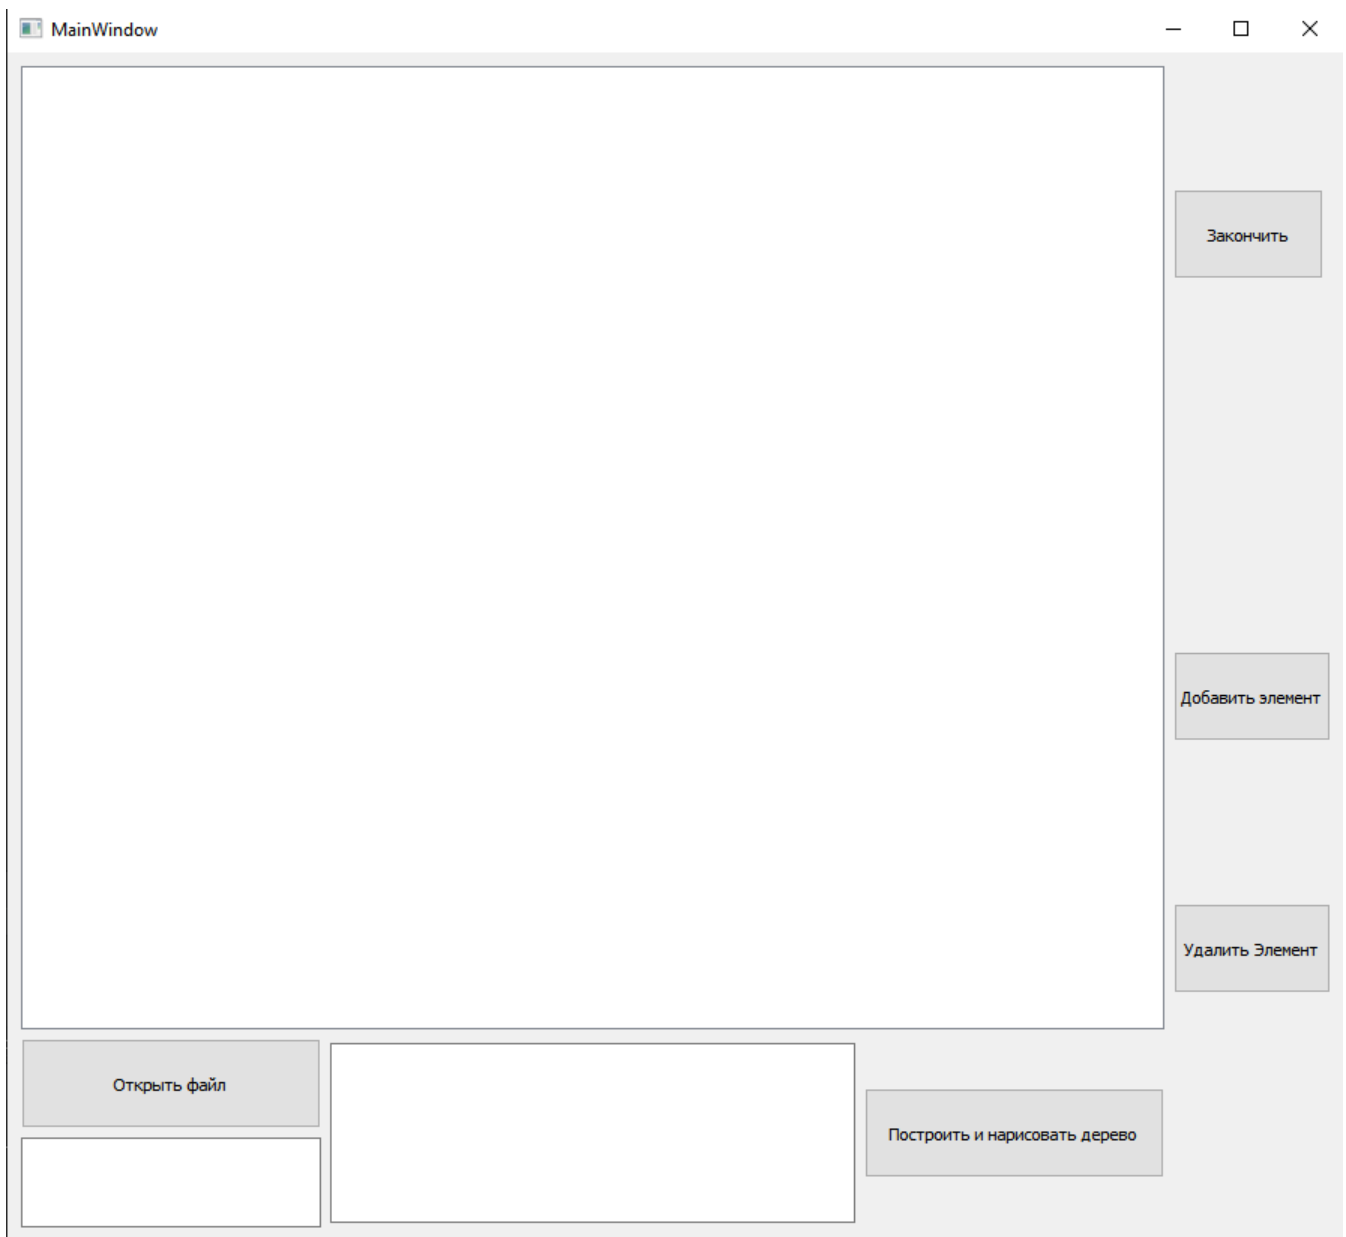 MainWindow
Закончить
Добавить элемент
Удалить Элемент
Открыть файл
Построить и нарисовать дерево